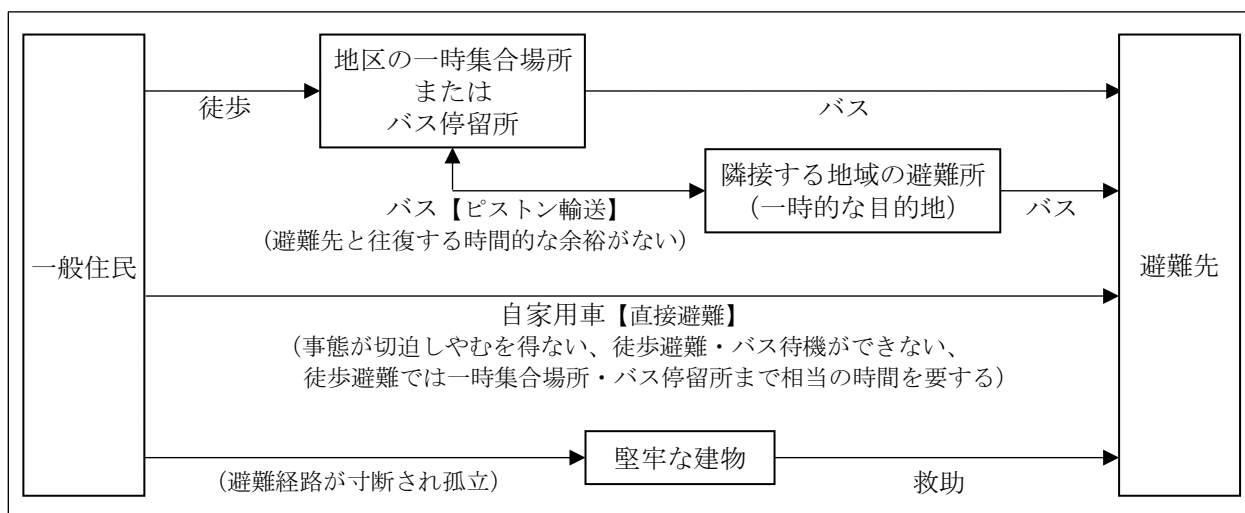 一般住民
徒歩
地区の一時集合場所
または
バス停留所
バス
バス【ピストン輸送】
（避難先と往復する時間的な余裕がない）
隣接する地域の避難所
（一時的な目的地）
バス
自家用車【直接避難】
（事態が切迫しやむを得ない、徒歩避難・バス待機ができない、
徒歩避難では一時集合場所・バス停留所まで相当の時間を要する）
（避難経路が寸断され孤立）
堅牢な建物
救助
避難先